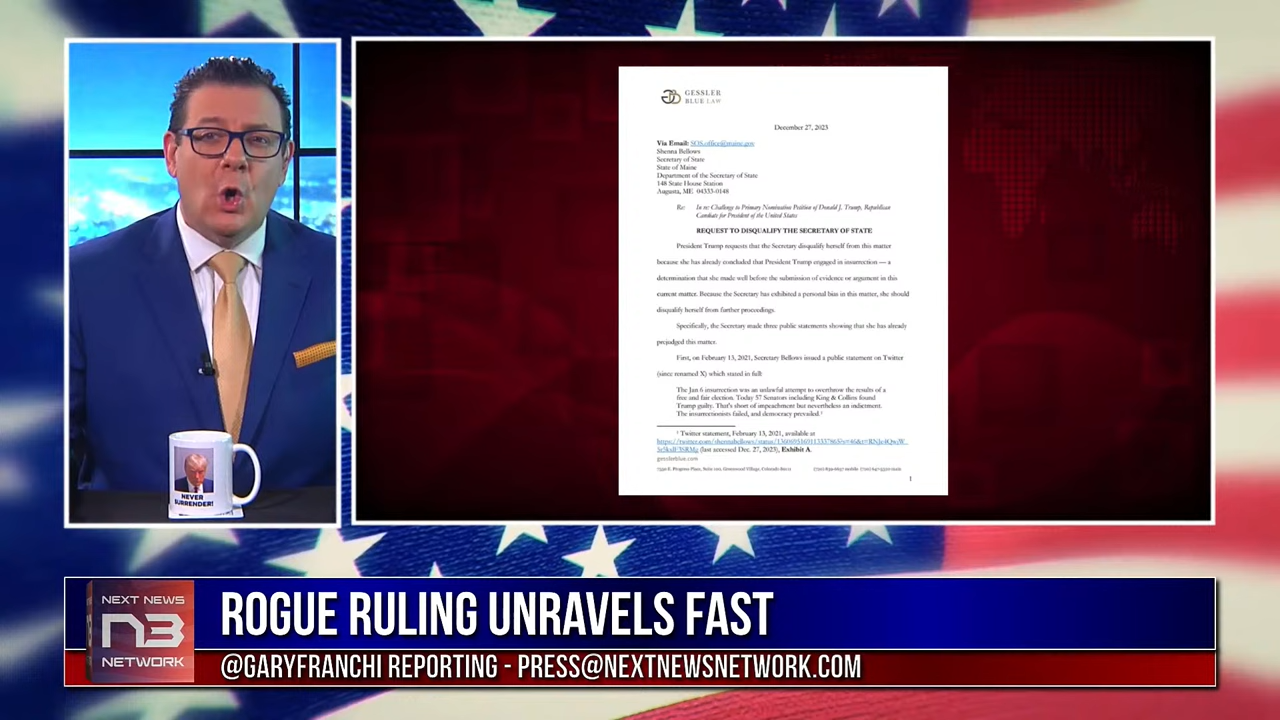 GESSLER
BLUE LAW
December 27, 2023
Via Email: SOS.office@maine.gov
Shenna Bellows
Secretary of State
State of Maine
Department of the Secretary of State
148 State House Station
Augusta, ME 04333-0148
Re: In re: Challenge to Primary Nomination Petition of Donald J. Trump, Republican
Candiate for President of the United States
REQUEST TO DISQUALIFY THE SECRETARY OF STATE
President Trump requests that the Secretary disqualify herself from this matter
because she has already concluded that President Trump engaged in insurrection — a
determination that she made well before the submission of evidence or argument in this
current matter. Because the Secretary has exhibited a personal bias in this matter, she should
disqualify herself from further proceedings.
Specifically, the Secretary made three public statements showing that she has already
prejudged this matter.
First, on February 13, 2021, Secretary Bellows issued a public statement on Twitter
(since renamed X) which stated in full:
The Jan 6 insurrection was an unlawful attempt to overthrow the results of a
free and fair election. Today 57 Senators including King & Collins found
Trump guilty. That's short of impeachment but nevertheless an indictment.
The insurrectionists failed, and democracy prevailed.¹
¹ Twitter statement, February 13, 2021, available at
(last accessed Dec. 27, 2023), Exhibit A.
gesslerblue.com
Greenwood Village, Colorado
1
NEVER
SURRENDER!
NEXT NEWS
N3
NETWORK
ROGUE RULING UNRAVELS FAST
@GARYFRANCHI REPORTING - PRESS@NEXTNEWSNETWORK.COM